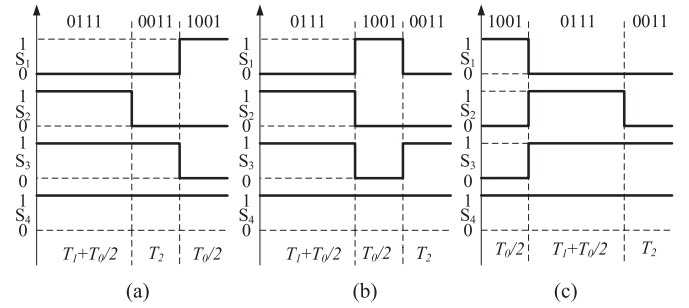 0111 0011 1001
0111 1001 0011
1001 0111 0011
1
S₁
0
1
S₂
0
1
S₃
0
1
S₄
0
1
S₁
0
1
S₂
0
1
S₃
0
1
S₄
0
1
S₁
0
1
S₂
0
1
S₃
0
1
S₄
0
T₁+T₀/2 T₂ T₀/2
T₁+T₀/2 T₀/2 T₂
T₀/2 T₁+T₀/2 T₂
(a) (b) (c)